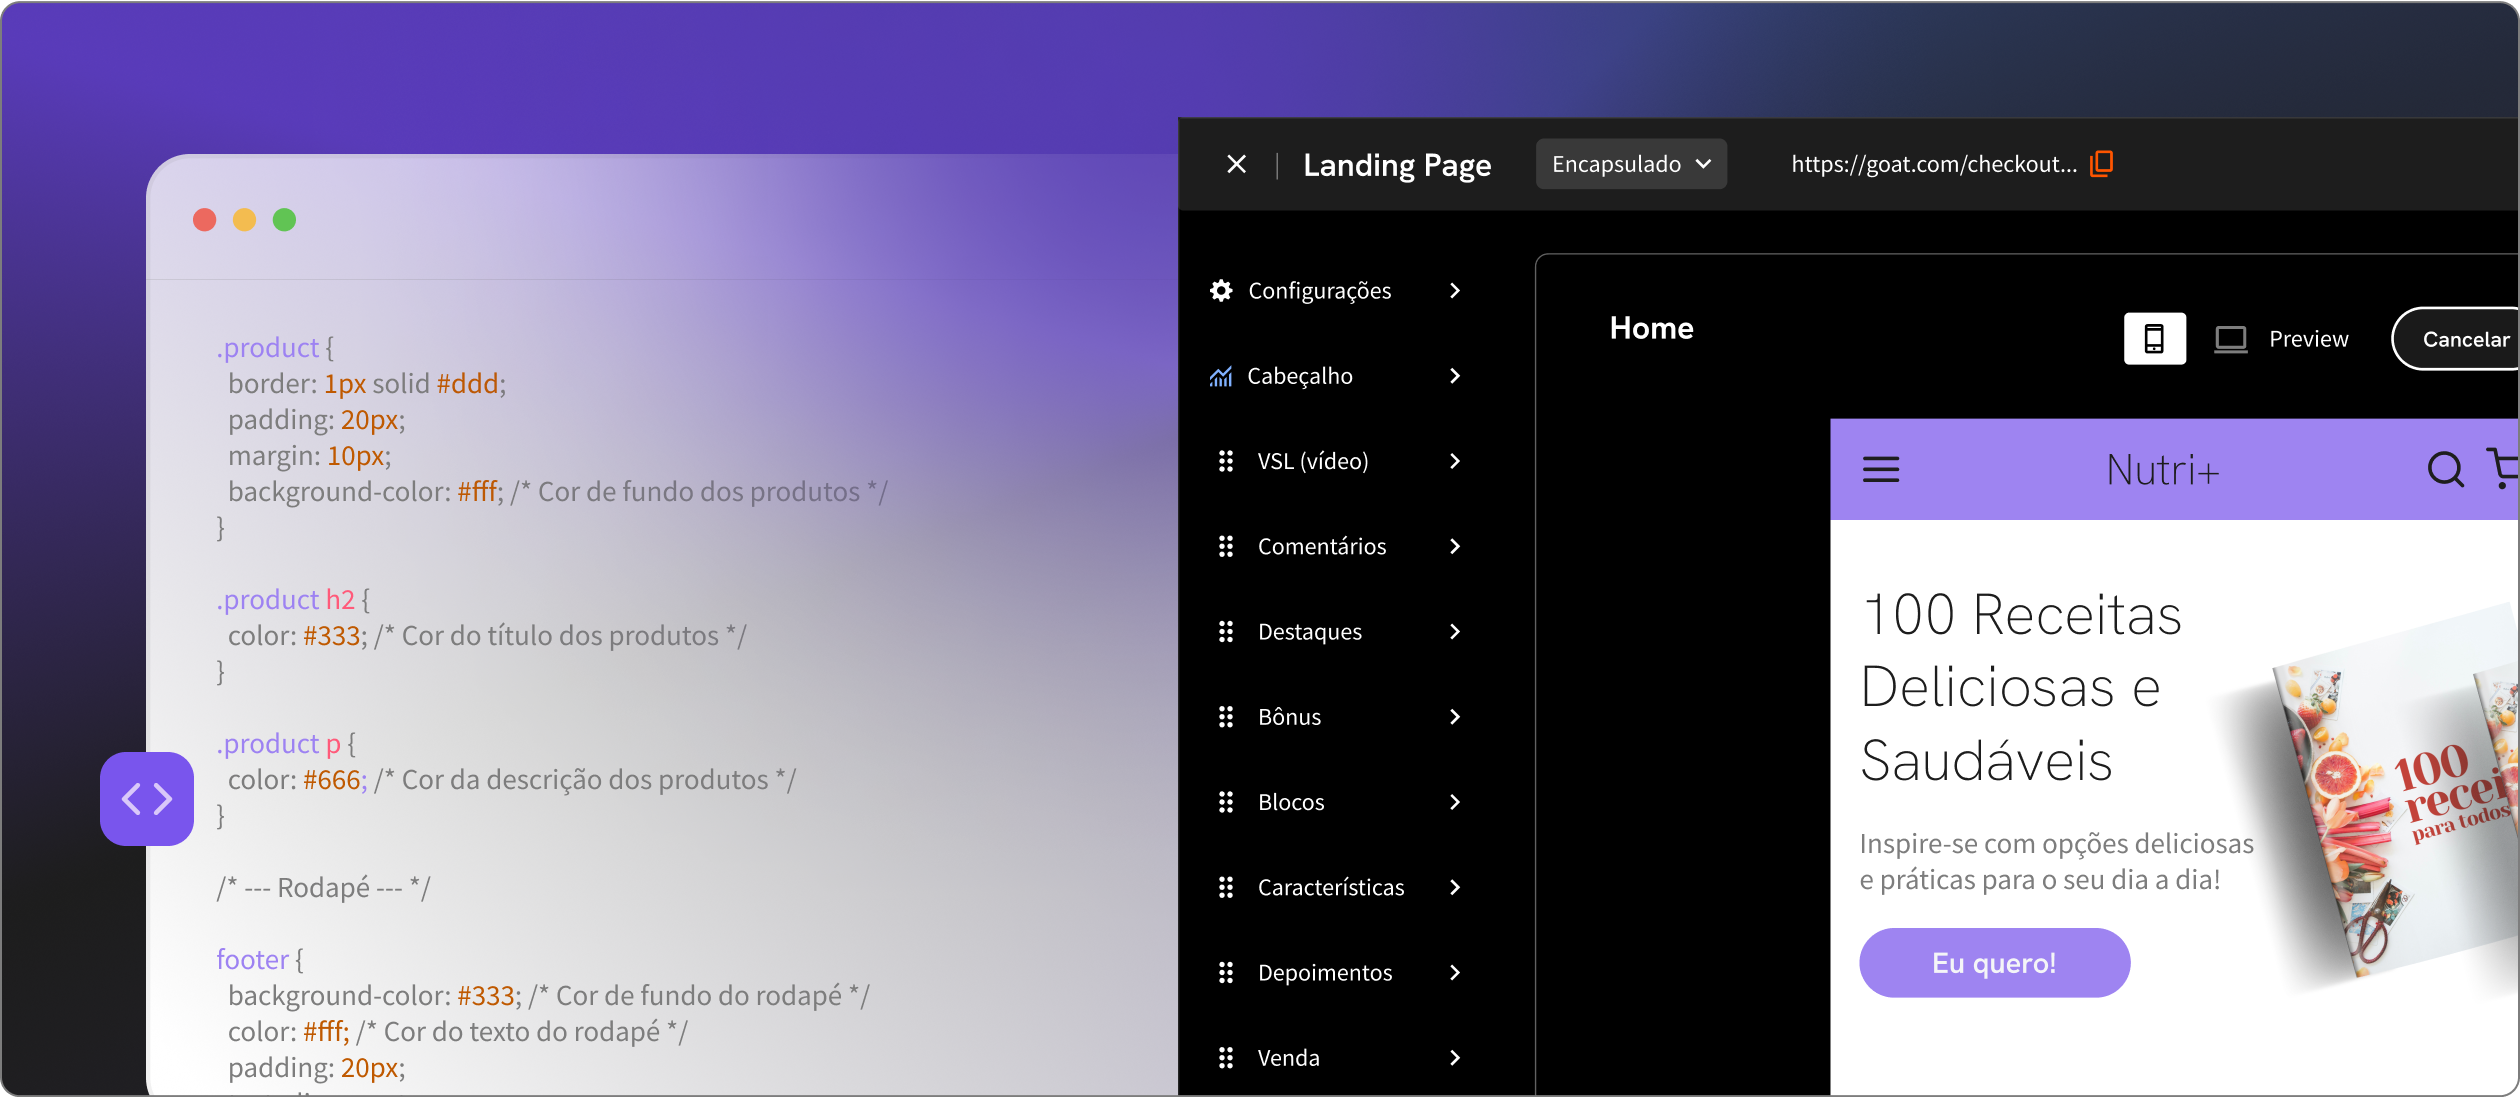 .product {
border: 1px solid #ddd;
padding: 20px;
margin: 10px;
background-color: #fff; /* Cor de fundo dos produtos */
}
.product h2 {
color: #333; /* Cor do título dos produtos */
}
.product p {
color: #666; /* Cor da descrição dos produtos */
}
/* --- Rodapé --- */
footer {
background-color: #333; /* Cor de fundo do rodapé */
color: #fff; /* Cor do texto do rodapé */
padding: 20px;
Landing Page
Encapsulado
https://goat.com/checkout...
Configurações
Cabeçalho
VSL (vídeo)
Comentários
Destaques
Bônus
Blocos
Características
Depoimentos
Venda
Home
Preview
Cancelar
Nutri+
100 Receitas
Deliciosas e
Saudáveis
Inspire-se com opções deliciosas
e práticas para o seu dia a dia!
Eu quero!
100
recei
para todos